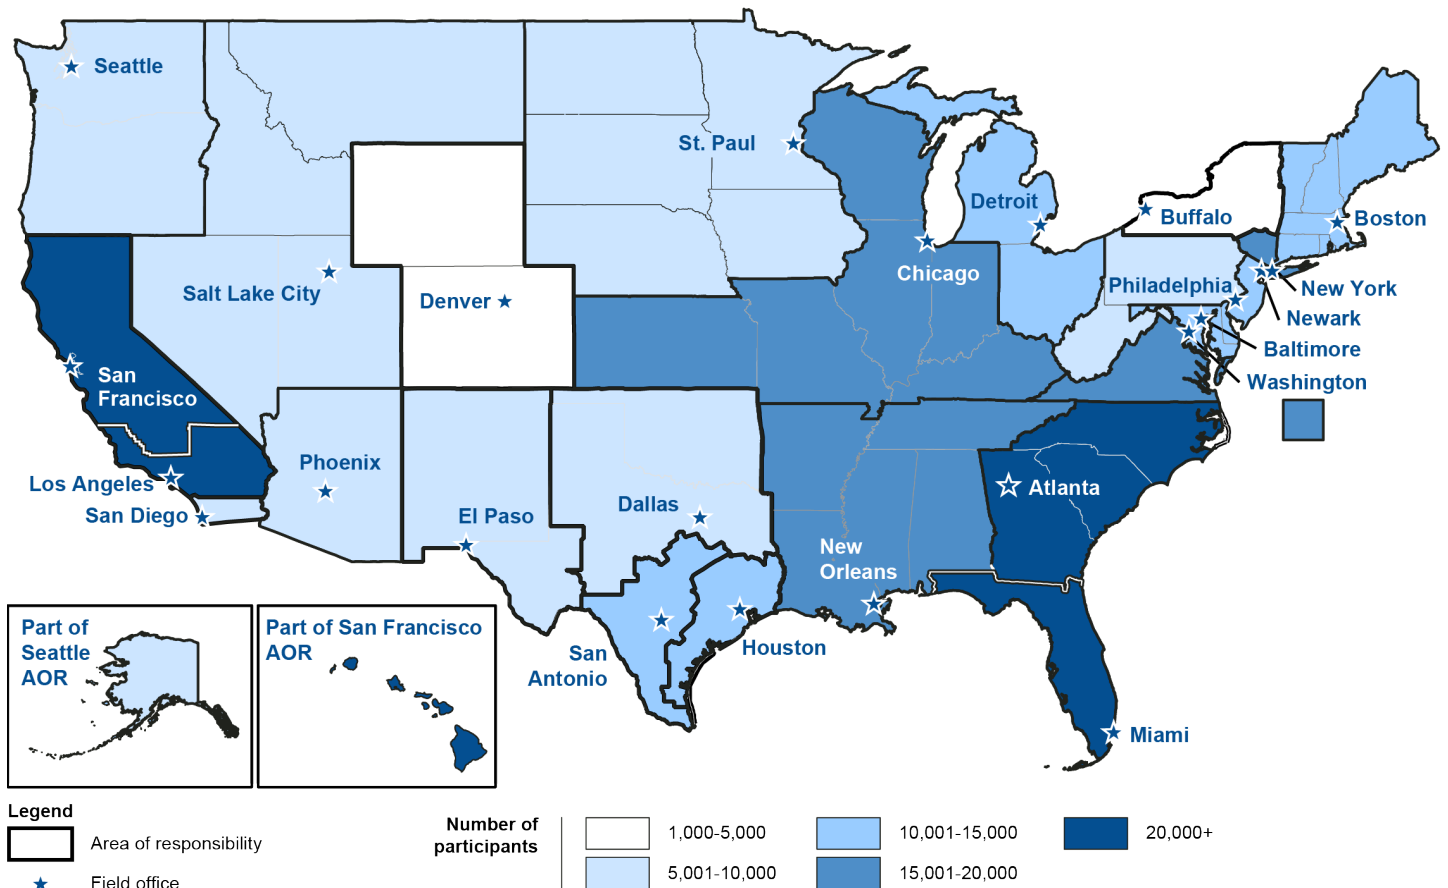 Seattle
St. Paul
Detroit
Buffalo
Boston
Salt Lake City
Denver
Chicago
Philadelphia
New York
Newark
Baltimore
Washington
San
Francisco
Phoenix
Los Angeles
San Diego
El Paso
Dallas
Atlanta
New
Orleans
San
Antonio
Houston
Miami
Part of
Seattle
AOR
Part of San Francisco
AOR
Legend
Area of responsibility
Field office
Number of
participants
1,000-5,000
5,001-10,000
10,001-15,000
15,001-20,000
20,000+